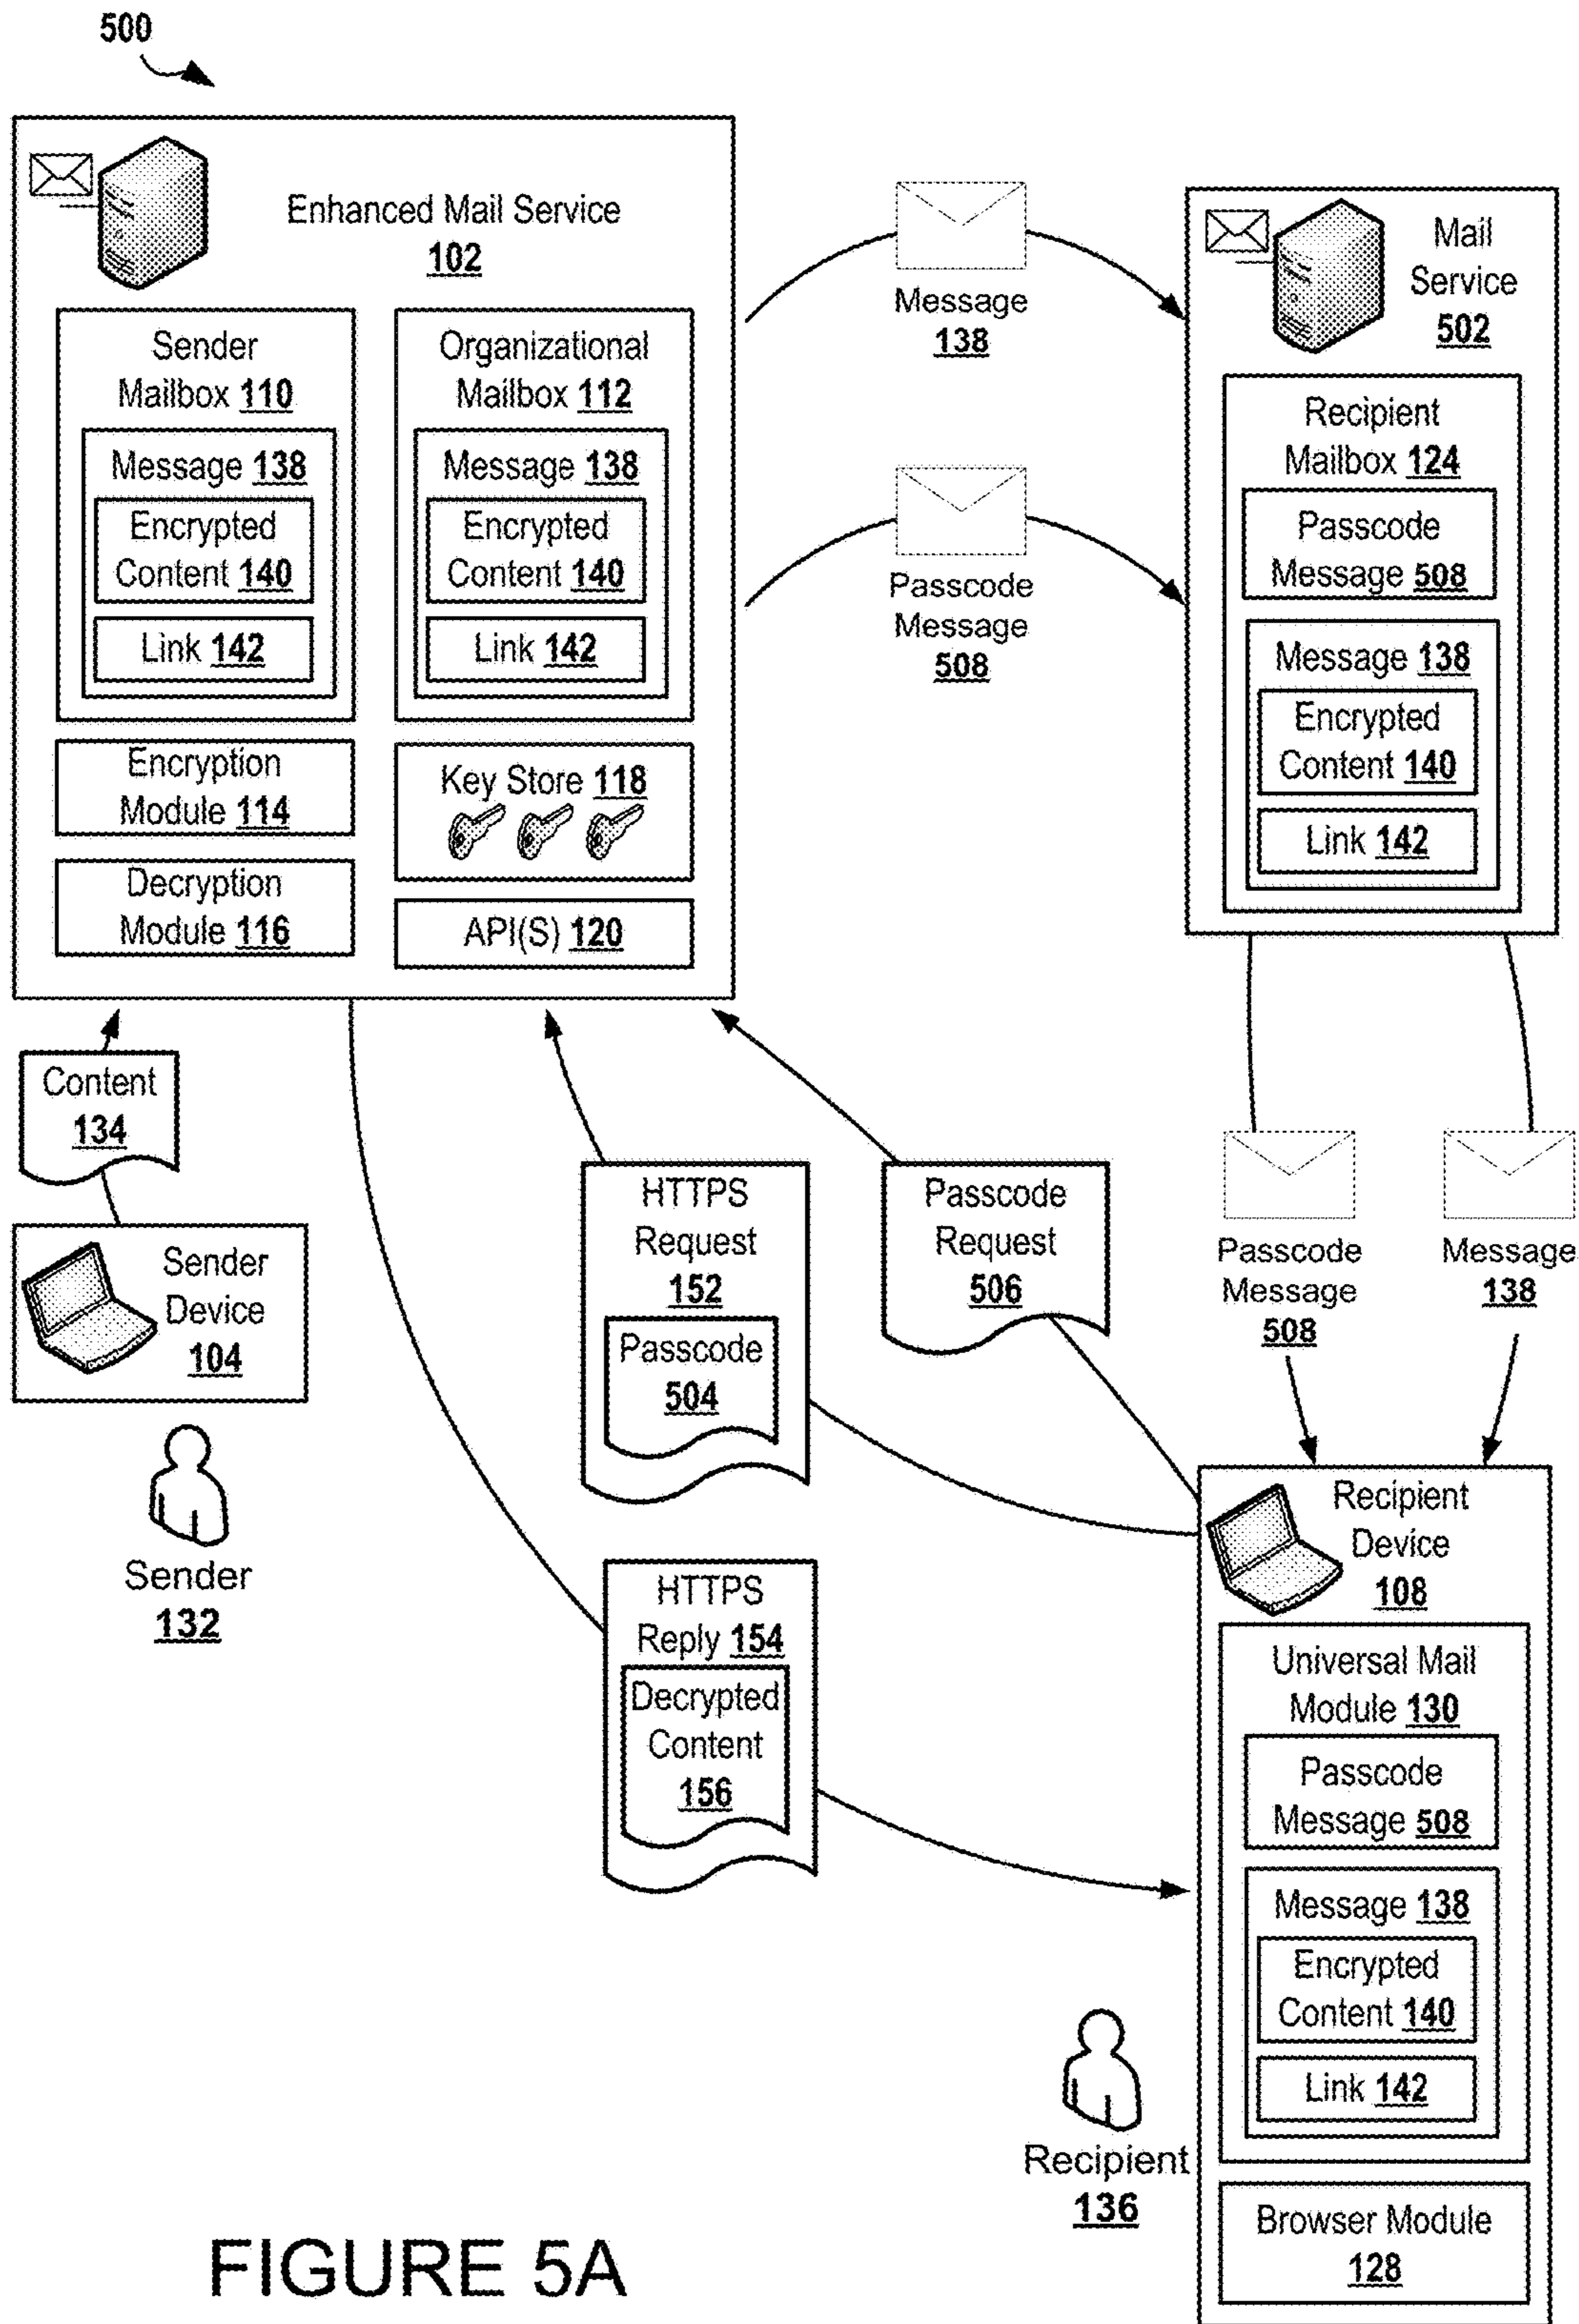 500
Enhanced Mail Service
102
Sender
Mailbox 110
Message 138
Encrypted
Content 140
Link 142
Organizational
Mailbox 112
Message 138
Encrypted
Content 140
Link 142
Encryption
Module 114
Decryption
Module 116
Key Store 118
API(S) 120
Message
138
Passcode
Message
508
Mail
Service
502
Recipient
Mailbox 124
Passcode
Message 508
Message 138
Encrypted
Content 140
Link 142
Content
134
Sender
Device
104
Sender
132
HTTPS
Request
152
Passcode
504
Passcode
Request
506
Passcode
Message
508
Message
138
HTTPS
Reply 154
Decrypted
Content
156
Recipient
Device
108
Universal Mail
Module 130
Passcode
Message 508
Message 138
Encrypted
Content 140
Link 142
Browser Module
128
Recipient
136
FIGURE 5A